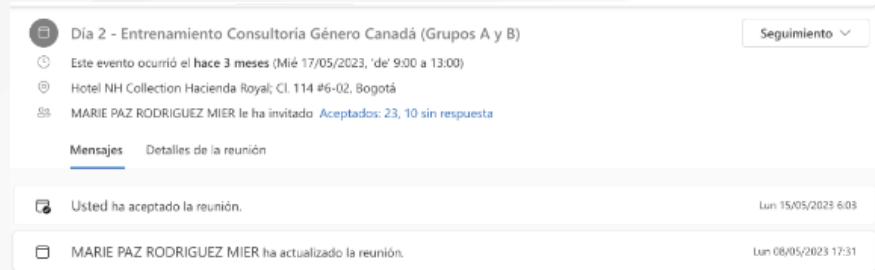 Día 2 - Entrenamiento Consultoría Género Canadá (Grupos A y B)
Seguimiento
Este evento ocurrió el hace 3 meses (Mié 17/05/2023, 'de' 9:00 a 13:00)
Hotel NH Collection Hacienda Royal; Cl. 114 #6-02, Bogotá
MARIE PAZ RODRIGUEZ MIER le ha invitado Aceptados: 23, 10 sin respuesta
Mensajes Detalles de la reunión
Usted ha aceptado la reunión. Lun 15/05/2023 6:03
MARIE PAZ RODRIGUEZ MIER ha actualizado la reunión. Lun 08/05/2023 17:31